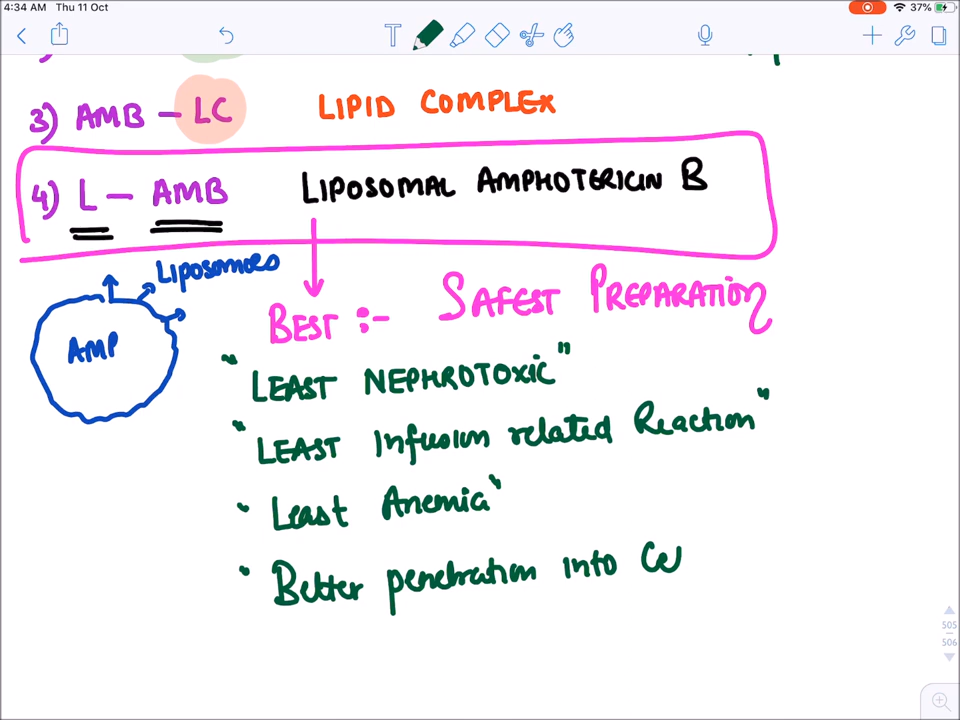 4:34 AM Thu 11 Oct
37%
T
3) AMB - LC LIPID COMPLEX
4) L - AMB LIPOSOMAL AMPHOTERICIN B
Liposomes
AMP
BEST :- SAFEST PREPARATION
"LEAST NEPHROTOXIC"
"LEAST Infusion related Reaction"
"Least Anemia"
" Better penetration into Cel
505
506